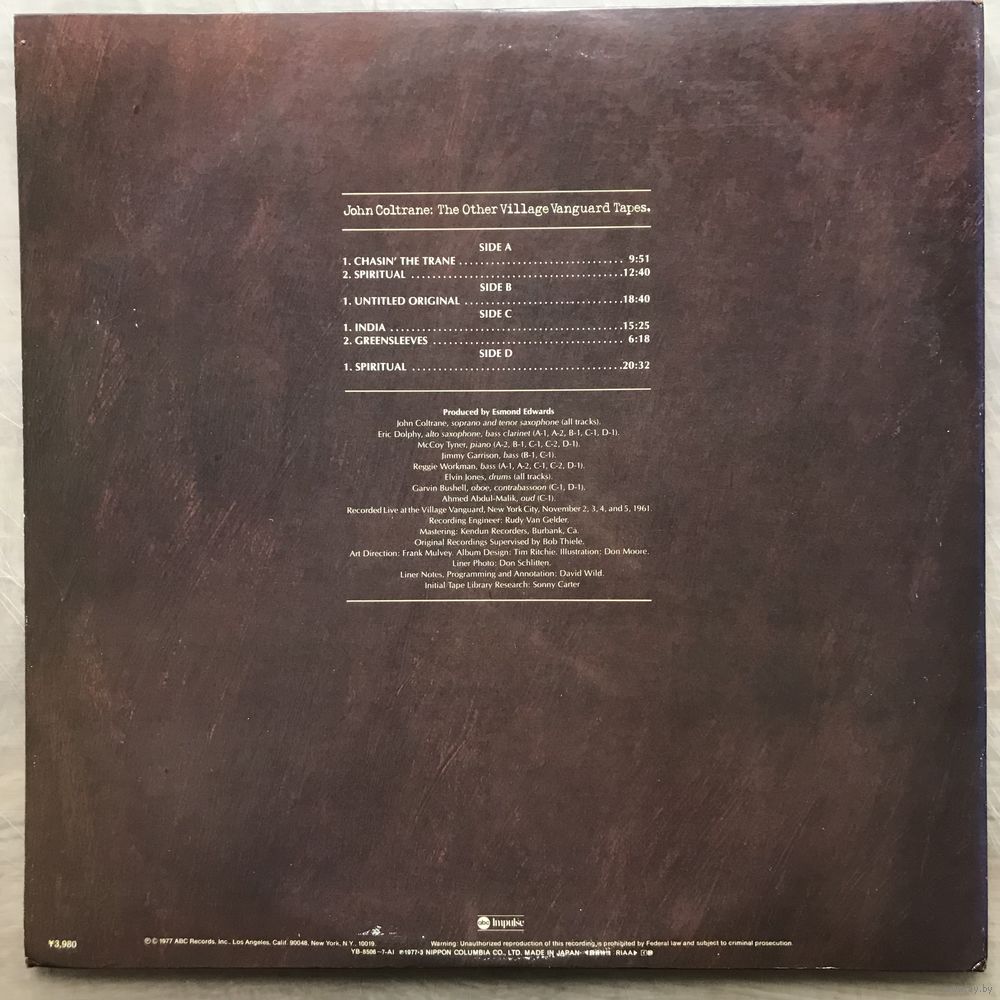 John Coltrane: The Other Village Vanguard Tapes.
SIDE A
1. CHASIN' THE TRANE ............................ 9:51
2. SPIRITUAL ....................................12:40
SIDE B
1. UNTITLED ORIGINAL ...........................18:40
SIDE C
1. INDIA .......................................15:25
2. GREENSLEEVES ................................ 6:18
SIDE D
1. SPIRITUAL ....................................20:32
Produced by Esmond Edwards
John Coltrane, soprano and tenor saxophone (all tracks).
Eric Dolphy, alto saxophone, bass clarinet (A-1, A-2, B-1, C-1, D-1).
McCoy Tyner, piano (A-2, B-1, C-1, C-2, D-1).
Jimmy Garrison, bass (B-1, C-1).
Reggie Workman, bass (A-1, A-2, C-1, C-2, D-1).
Elvin Jones, drums (all tracks).
Garvin Bushell, oboe, contrabassoon (C-1, D-1).
Ahmed Abdul-Malik, oud (C-1).
Recorded Live at the Village Vanguard, New York City, November 2, 3, 4, and 5, 1961.
Recording Engineer: Rudy Van Gelder.
Mastering: Kendun Recorders, Burbank, Ca.
Original Recordings Supervised by Bob Thiele.
Art Direction: Frank Mulvey. Album Design: Tim Ritchie. Illustration: Don Moore.
Liner Photo: Don Schlitten.
Liner Notes, Programming and Annotation: David Wild.
Initial Tape Library Research: Sonny Carter
abc Impulse
¥3,980
℗ © 1977 ABC Records, Inc., Los Angeles, Calif. 90048, New York, N.Y., 10019.
Warning: Unauthorized reproduction of this recording is prohibited by Federal law and subject to criminal prosecution.
YB-8506~7-AI ℗1977·3 NIPPON COLUMBIA CO., LTD. MADE IN JAPAN RIAA